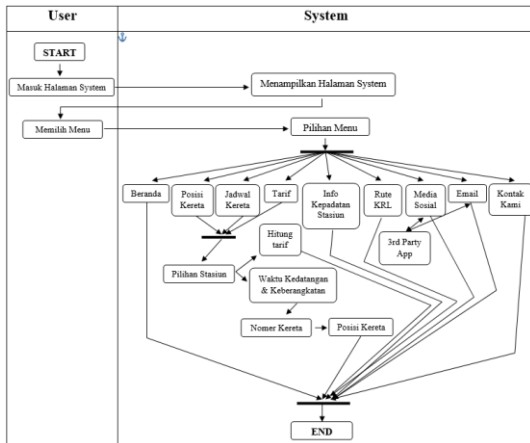 User
System
START
Masuk Halaman System
Menampilkan Halaman System
Memilih Menu
Pilihan Menu
Beranda
Posisi
Kereta
Jadwal
Kereta
Tarif
Info
Kepadatan
Stasiun
Rute
KRL
Media
Sosial
Email
Kontak
Kami
Hitung
tarif
3rd Party
App
Pilihan Stasiun
Waktu Kedatangan
& Keberangkatan
Nomer Kereta
Posisi Kereta
END